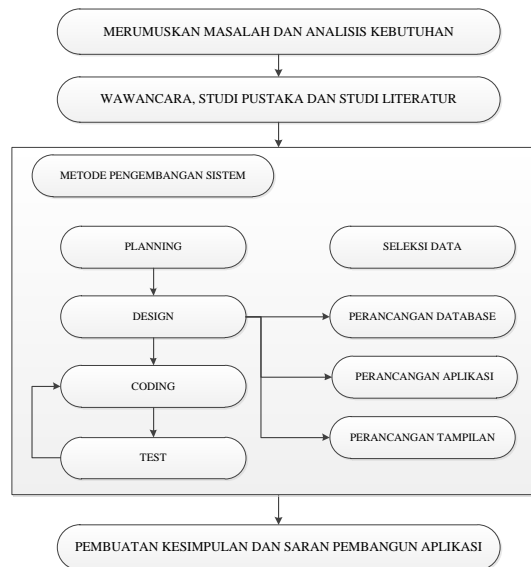 MERUMUSKAN MASALAH DAN ANALISIS KEBUTUHAN
WAWANCARA, STUDI PUSTAKA DAN STUDI LITERATUR
METODE PENGEMBANGAN SISTEM
PLANNING
SELEKSI DATA
DESIGN
PERANCANGAN DATABASE
CODING
PERANCANGAN APLIKASI
TEST
PERANCANGAN TAMPILAN
PEMBUATAN KESIMPULAN DAN SARAN PEMBANGUN APLIKASI